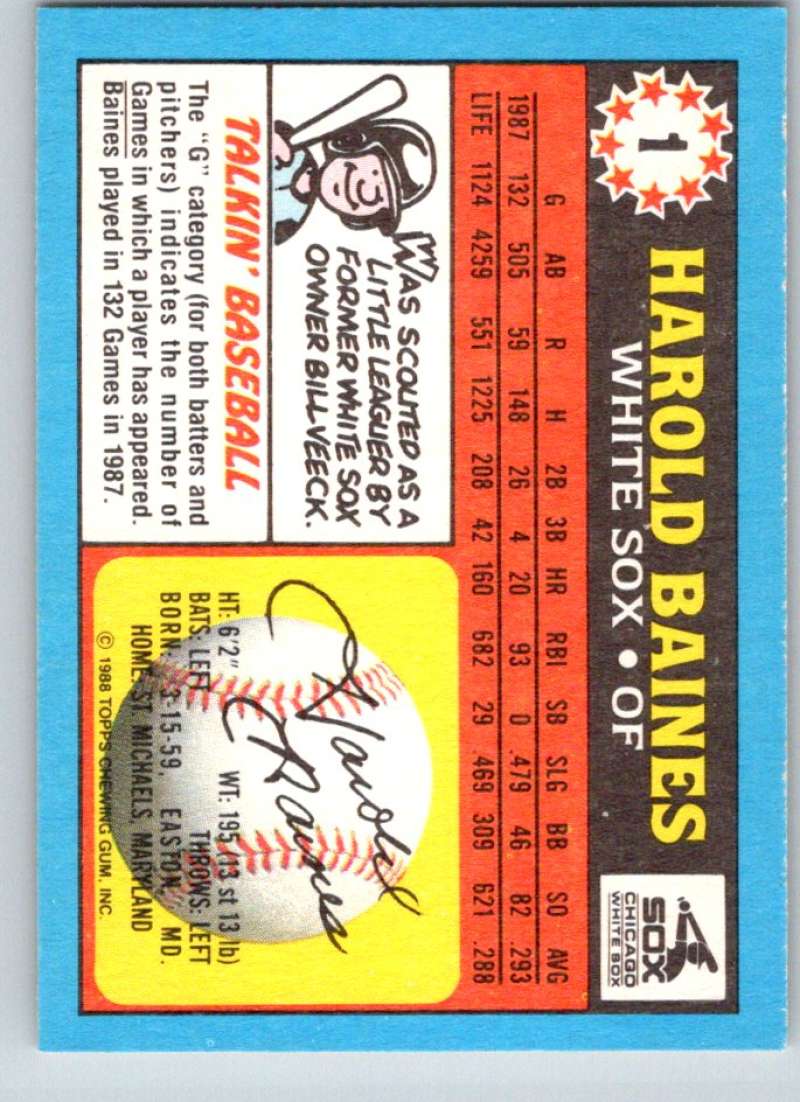 1
HAROLD BAINES
WHITE SOX • OF
SOX
CHICAGO
WHITE SOX
G AB R H 2B 3B HR RBI SB SLG BB SO AVG
1987 132 505 59 148 26 4 20 93 0 .479 46 82 .293
LIFE 1124 4259 551 1225 208 42 160 682 29 .469 309 621 .288
WAS SCOUTED AS A
LITTLE LEAGUER BY
FORMER WHITE SOX
OWNER BILL VEECK.
TALKIN' BASEBALL
The "G" category (for both batters and
pitchers) indicates the number of
Games in which a player has appeared.
Baines played in 132 Games in 1987.
Harold
Baines
HT: 6'2" WT: 195 (13 st 13 lb)
BATS: LEFT THROWS: LEFT
BORN: 3-15-59, EASTON, MD.
HOME: ST. MICHAELS, MARYLAND
© 1988 TOPPS CHEWING GUM, INC.